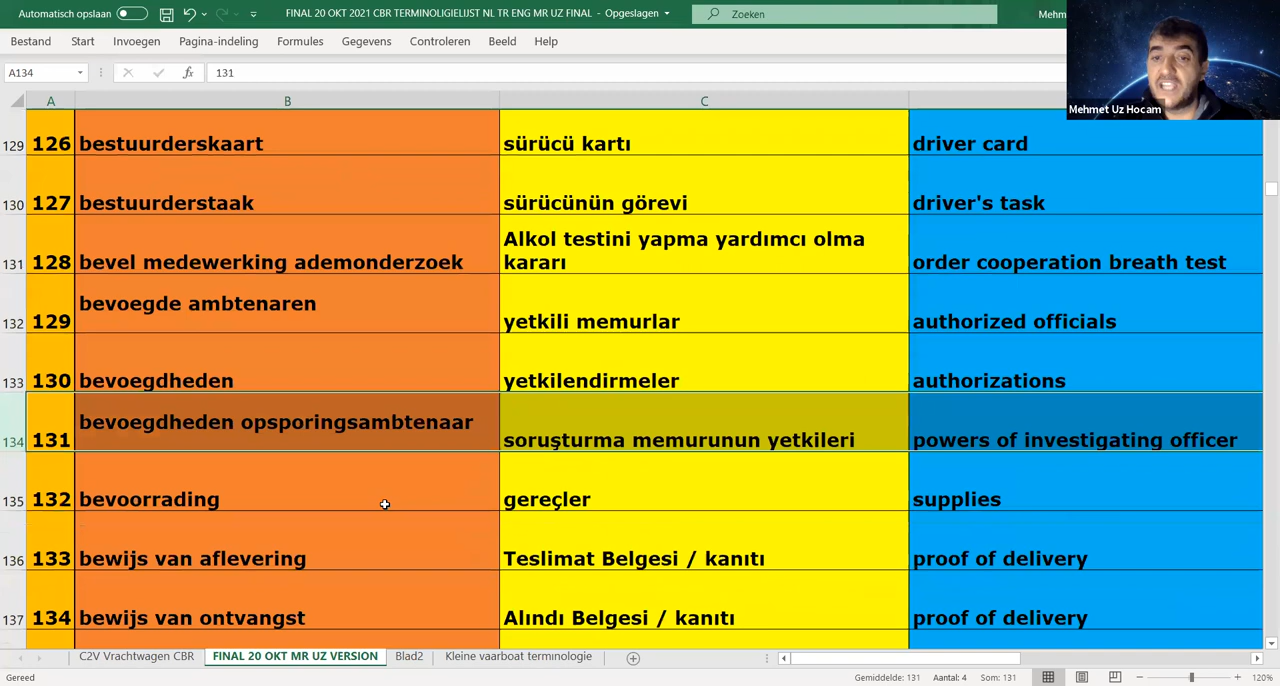 Automatisch opslaan
FINAL 20 OKT 2021 CBR TERMINOLIGIELIJST NL TR ENG MR UZ FINAL - Opgeslagen
Zoeken
Mehm
Bestand Start Invoegen Pagina-indeling Formules Gegevens Controleren Beeld Help
Mehmet Uz Hocam
A134 fx 131
A B C
129 126 bestuurderskaart sürücü kartı driver card
130 127 bestuurderstaak sürücünün görevi driver's task
131 128 bevel medewerking ademonderzoek Alkol testini yapma yardımcı olma kararı order cooperation breath test
132 129 bevoegde ambtenaren yetkili memurlar authorized officials
133 130 bevoegdheden yetkilendirmeler authorizations
134 131 bevoegdheden opsporingsambtenaar soruşturma memurunun yetkileri powers of investigating officer
135 132 bevoorrading gereçler supplies
136 133 bewijs van aflevering Teslimat Belgesi / kanıtı proof of delivery
137 134 bewijs van ontvangst Alındı Belgesi / kanıtı proof of delivery
C2V Vrachtwagen CBR FINAL 20 OKT MR UZ VERSION Blad2 Kleine vaarboat terminologie
Gereed Gemiddelde: 131 Aantal: 4 Som: 131 120%